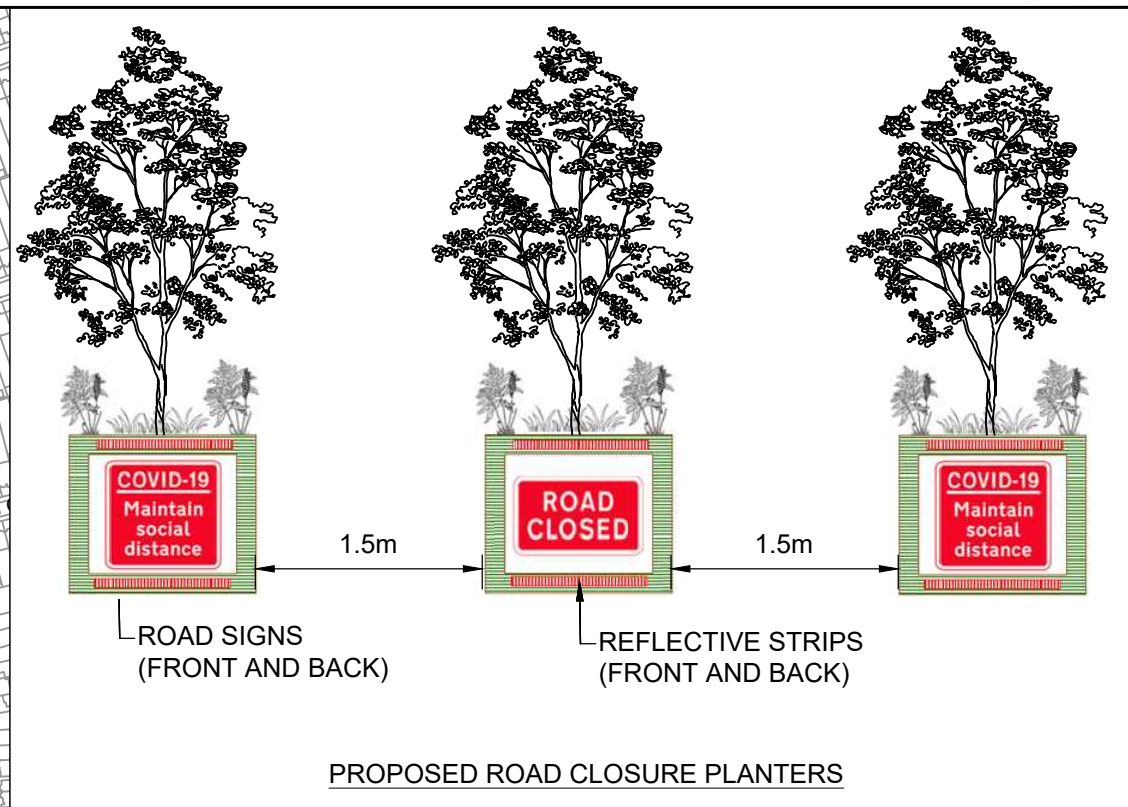 COVID-19
Maintain
social
distance
ROAD
CLOSED
COVID-19
Maintain
social
distance
1.5m
1.5m
ROAD SIGNS
(FRONT AND BACK)
REFLECTIVE STRIPS
(FRONT AND BACK)
PROPOSED ROAD CLOSURE PLANTERS